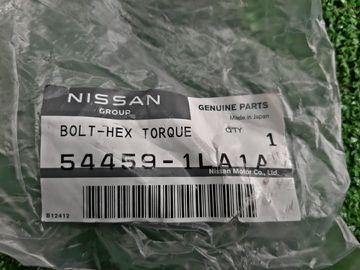 NISSAN
GROUP
GENUINE PARTS
Made in Japan
BOLT-HEX TORQUE
QTY
1
54459-1LA1A
Nissan Motor Co., Ltd.
B12412